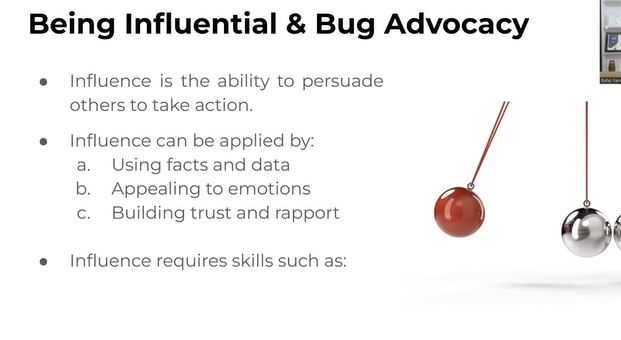 Being Influential & Bug Advocacy
● Influence is the ability to persuade
others to take action.
● Influence can be applied by:
a. Using facts and data
b. Appealing to emotions
c. Building trust and rapport
● Influence requires skills such as: